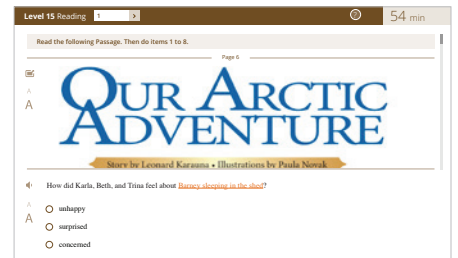 Level 15 Reading 1 > ? 54 min
Read the following Passage. Then do items 1 to 8.
Page 6
A
A
OUR ARCTIC
ADVENTURE
Story by Leonard Karauna • Illustrations by Paula Novak
How did Karla, Beth, and Trina feel about Barney sleeping in the shed?
A
A
unhappy
surprised
concerned